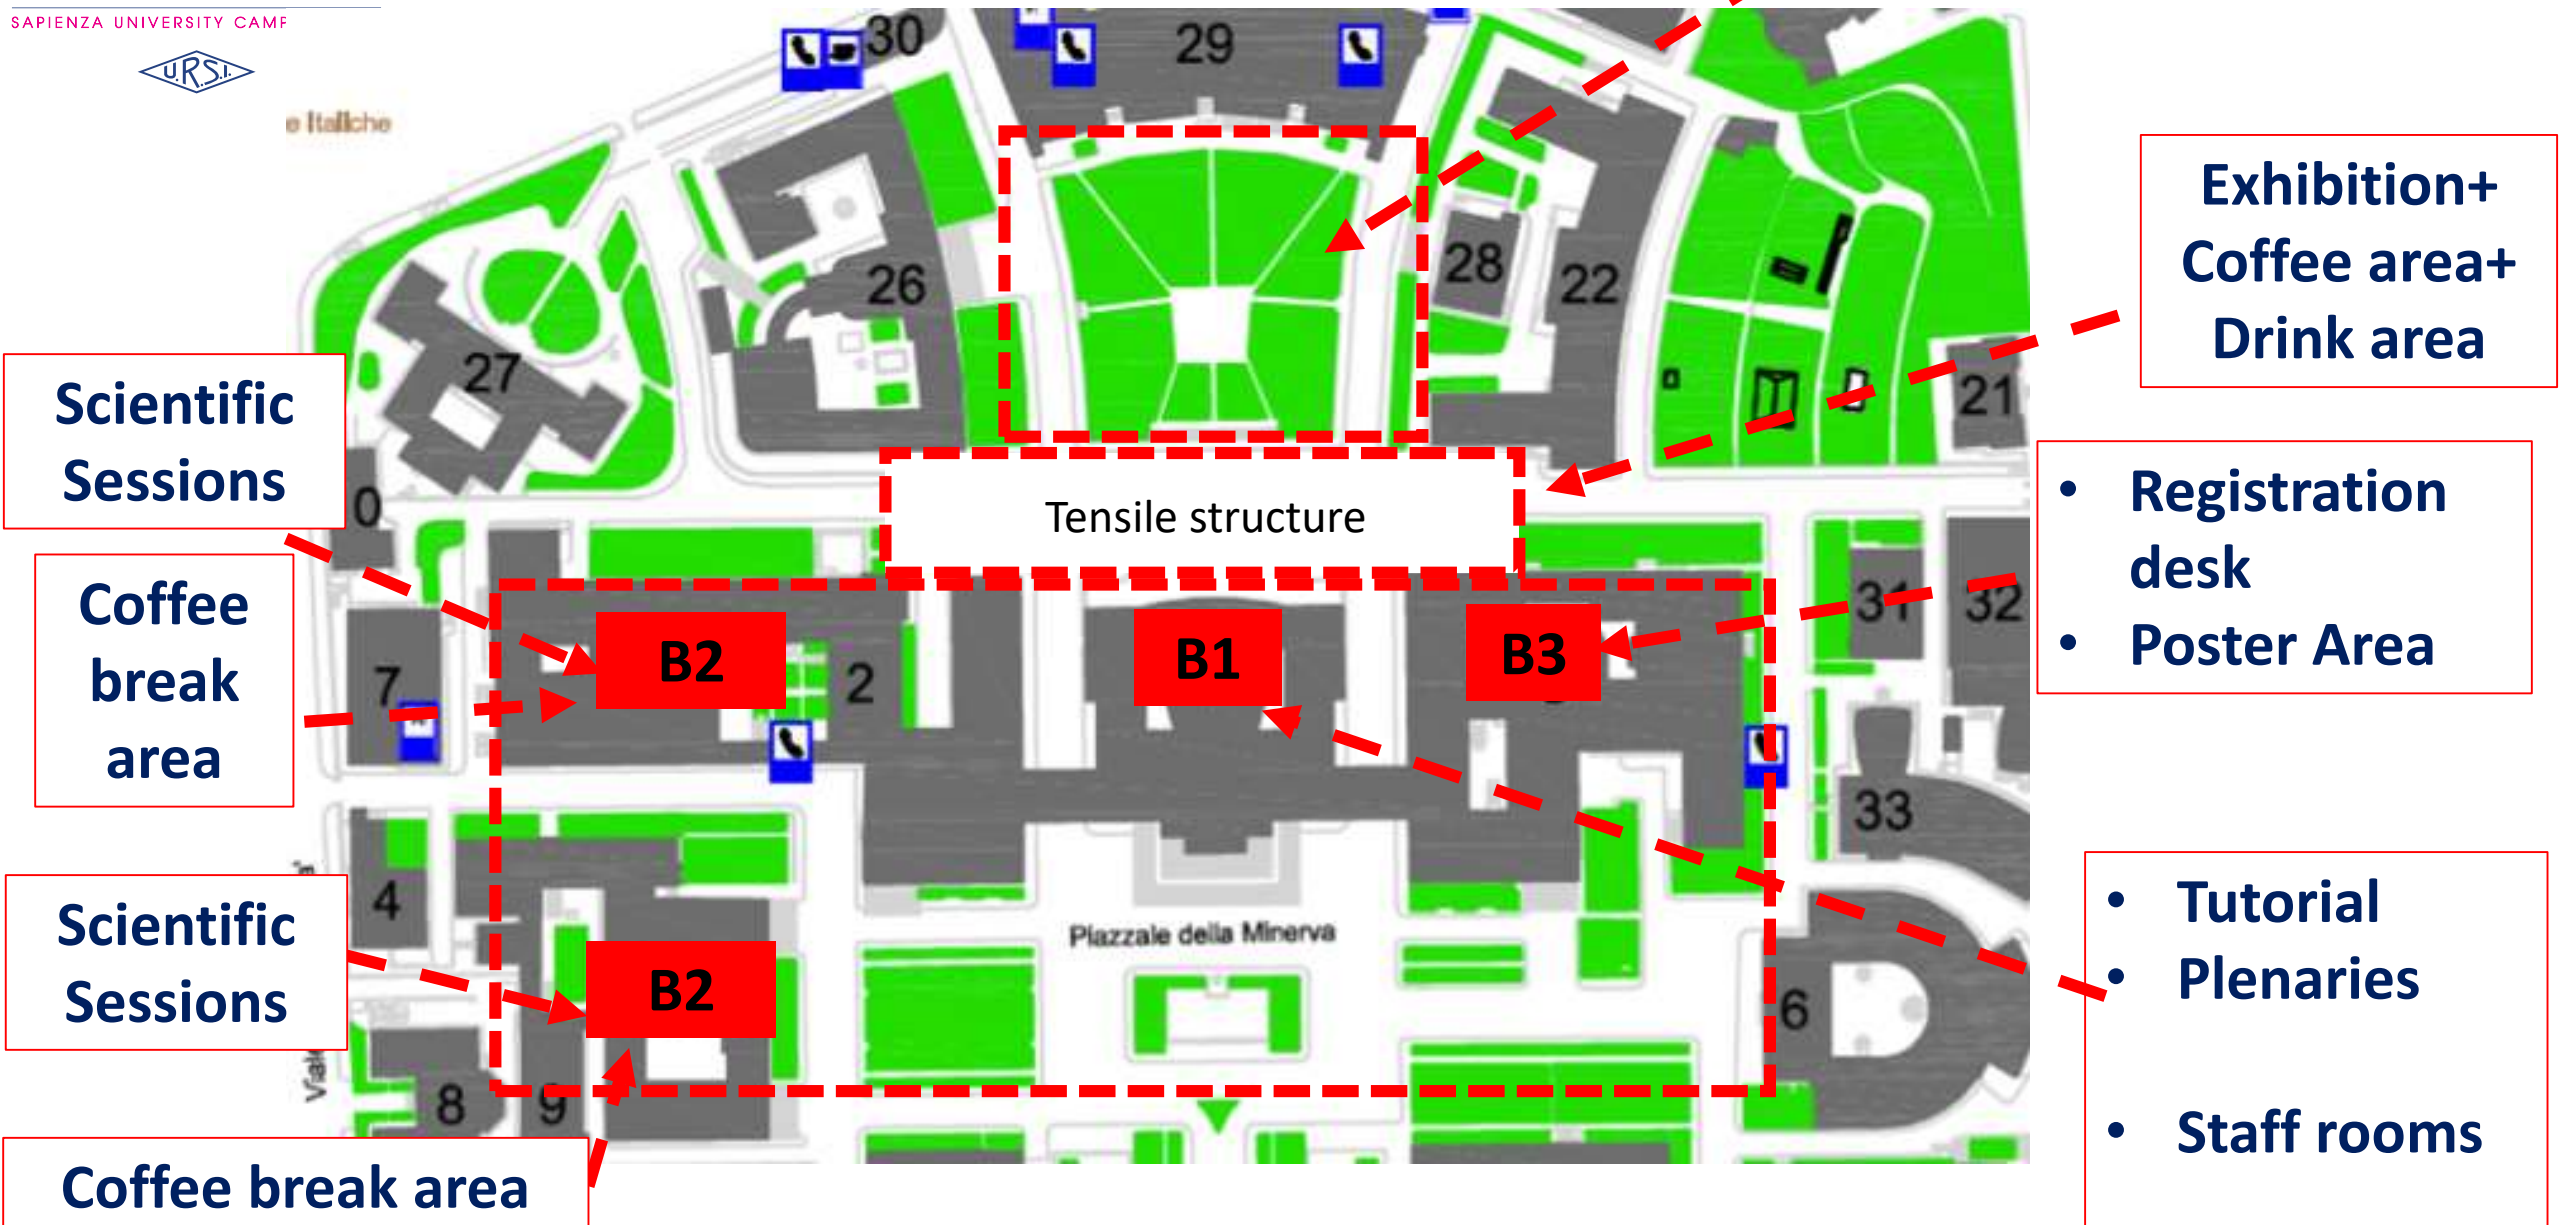 SAPIENZA UNIVERSITY CAMP
U.R.S.I.
e Italiche
30
29
26
28
22
27
21
Exhibition+
Coffee area+
Drink area
Scientific
Sessions
0
Tensile structure
• Registration
desk
• Poster Area
Coffee
break
area
7
B2
2
B1
B3
31
32
33
4
Piazzale della Minerva
Scientific
Sessions
B2
6
• Tutorial
• Plenaries
• Staff rooms
Vial
8
9
Coffee break area